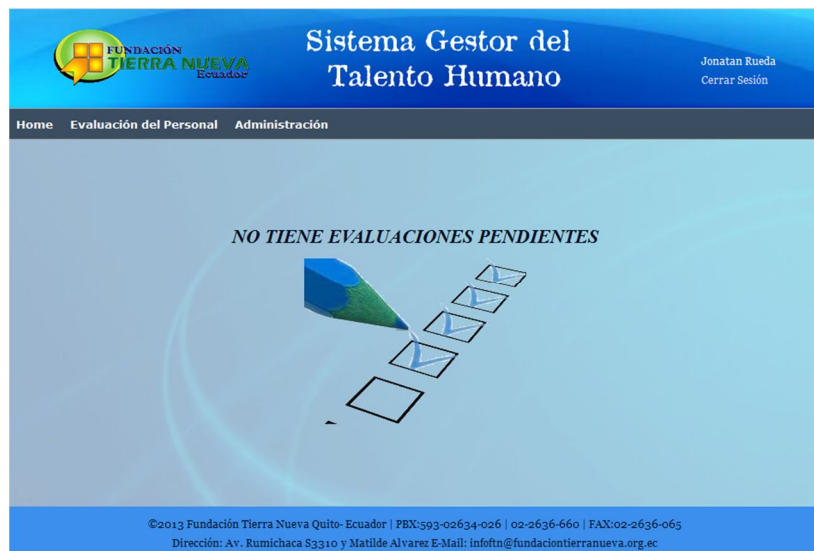 FUNDACIÓN
TIERRA NUEVA
Ecuador
Sistema Gestor del
Talento Humano
Jonatan Rueda
Cerrar Sesión
Home Evaluación del Personal Administración
NO TIENE EVALUACIONES PENDIENTES
©2013 Fundación Tierra Nueva Quito- Ecuador | PBX:593-02634-026 | 02-2636-660 | FAX:02-2636-065
Dirección: Av. Rumichaca S3310 y Matilde Alvarez E-Mail: infoftn@fundaciontierranueva.org.ec